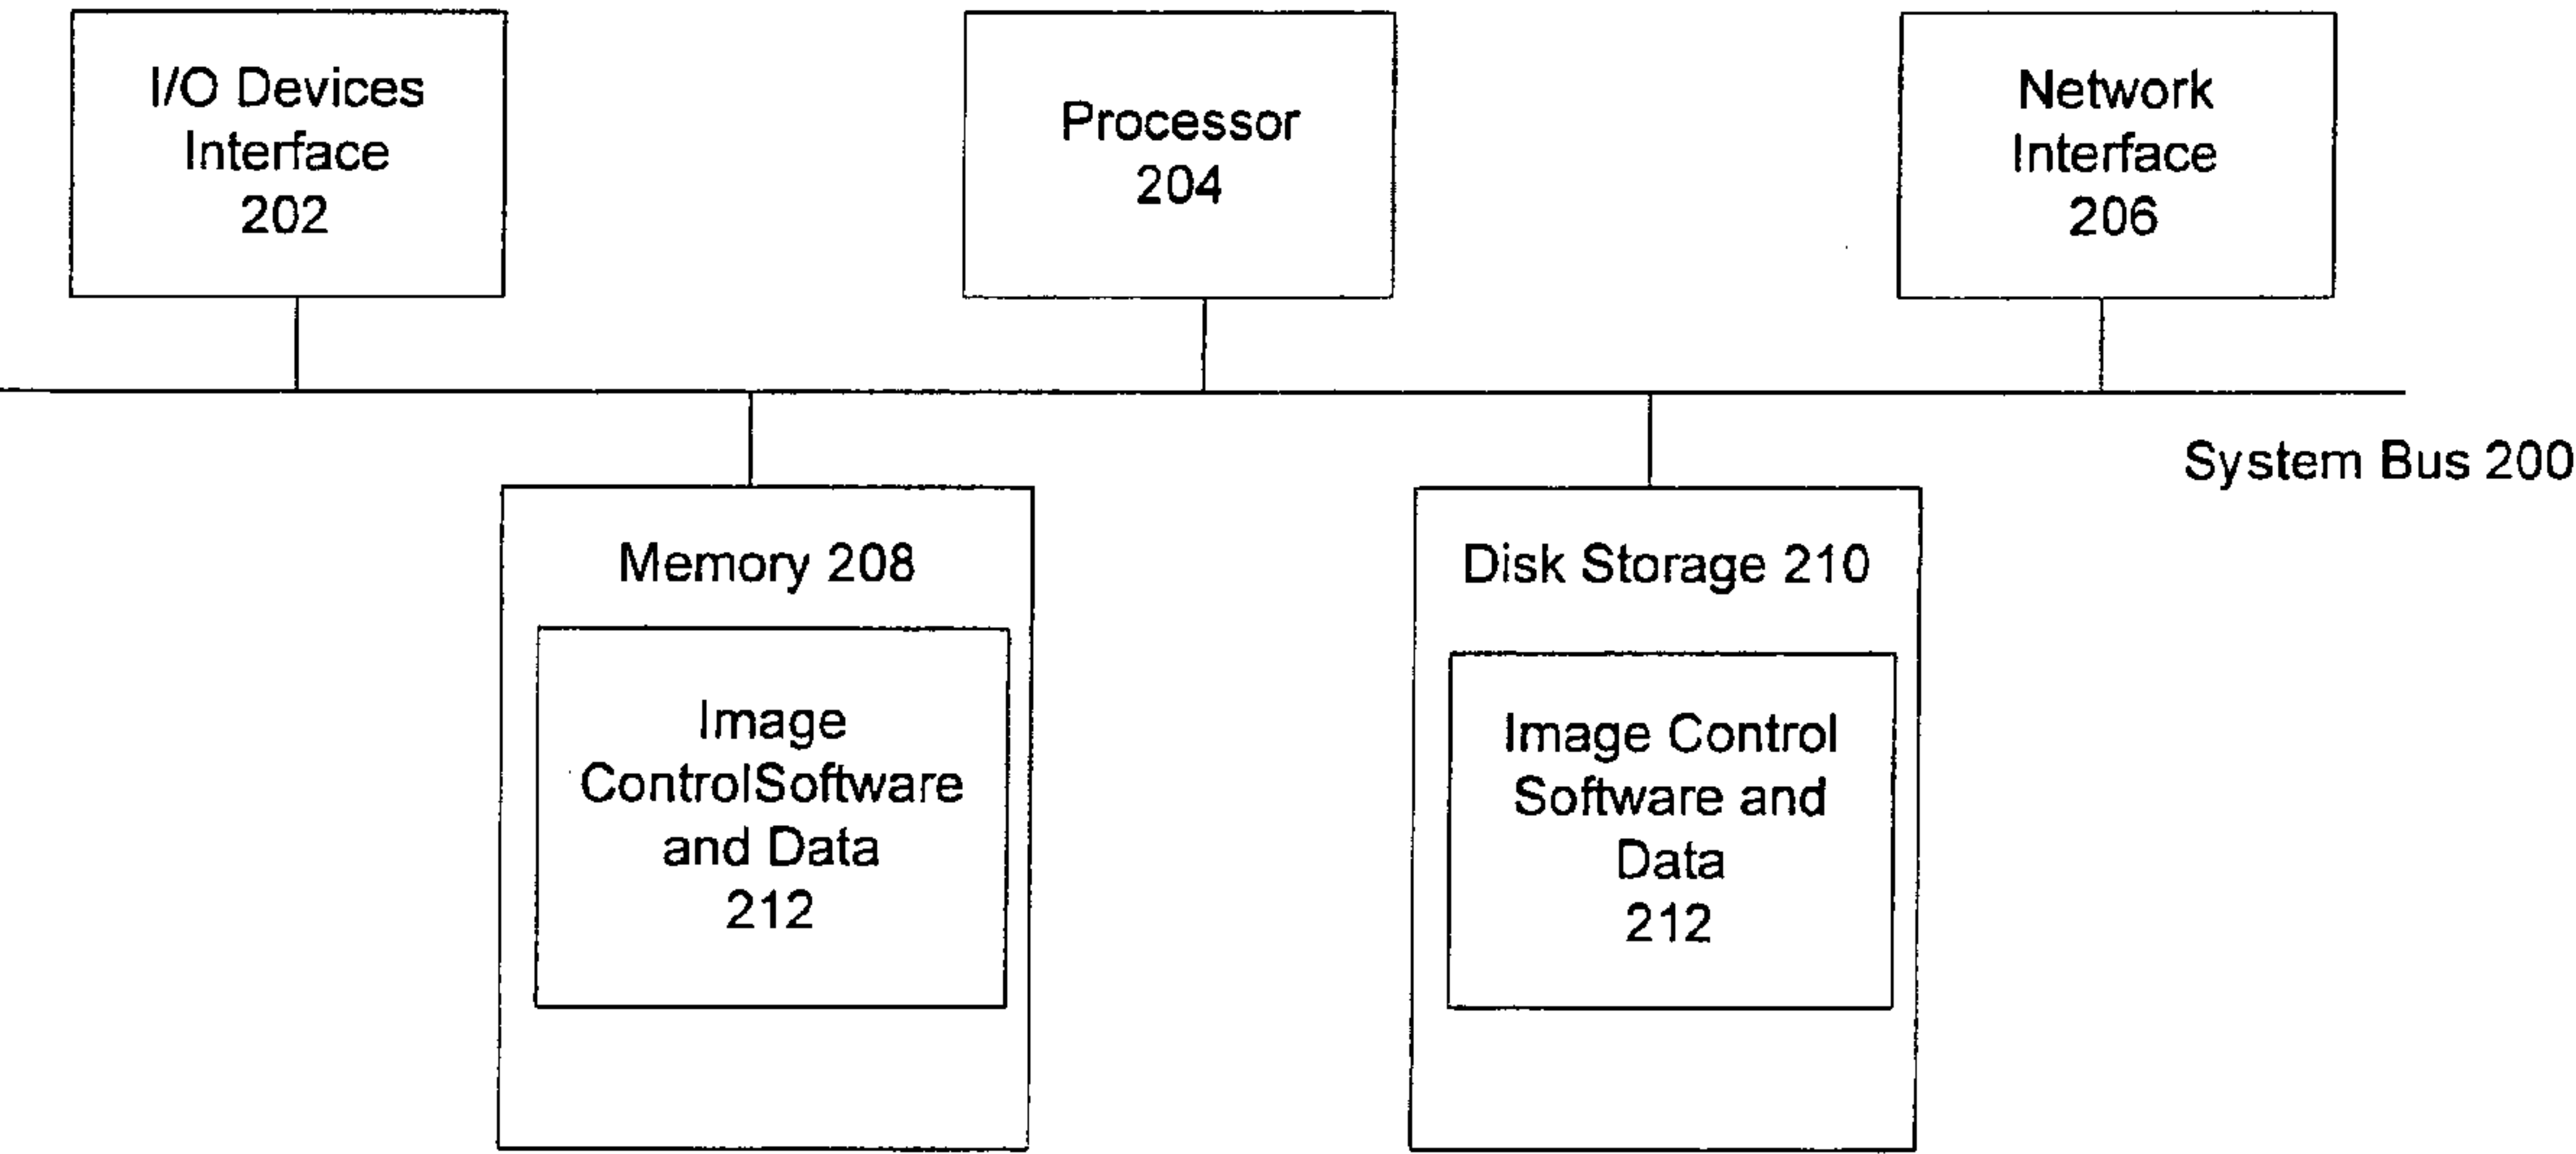 I/O Devices
Interface
202
Processor
204
Network
Interface
206
System Bus 200
Memory 208
Image
ControlSoftware
and Data
212
Disk Storage 210
Image Control
Software and
Data
212